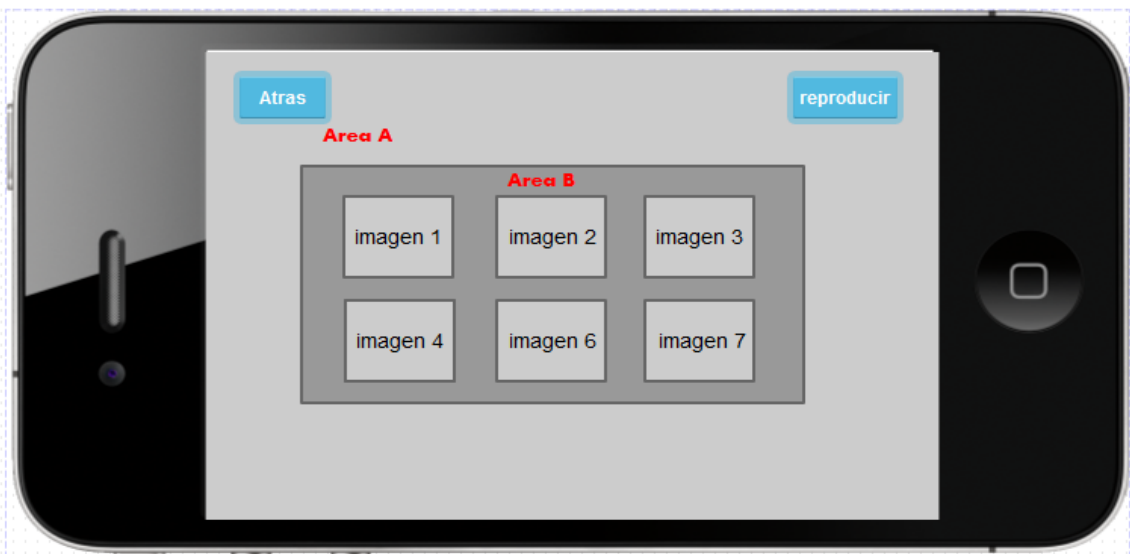 Atras
reproducir
Area A
Area B
imagen 1
imagen 2
imagen 3
imagen 4
imagen 6
imagen 7